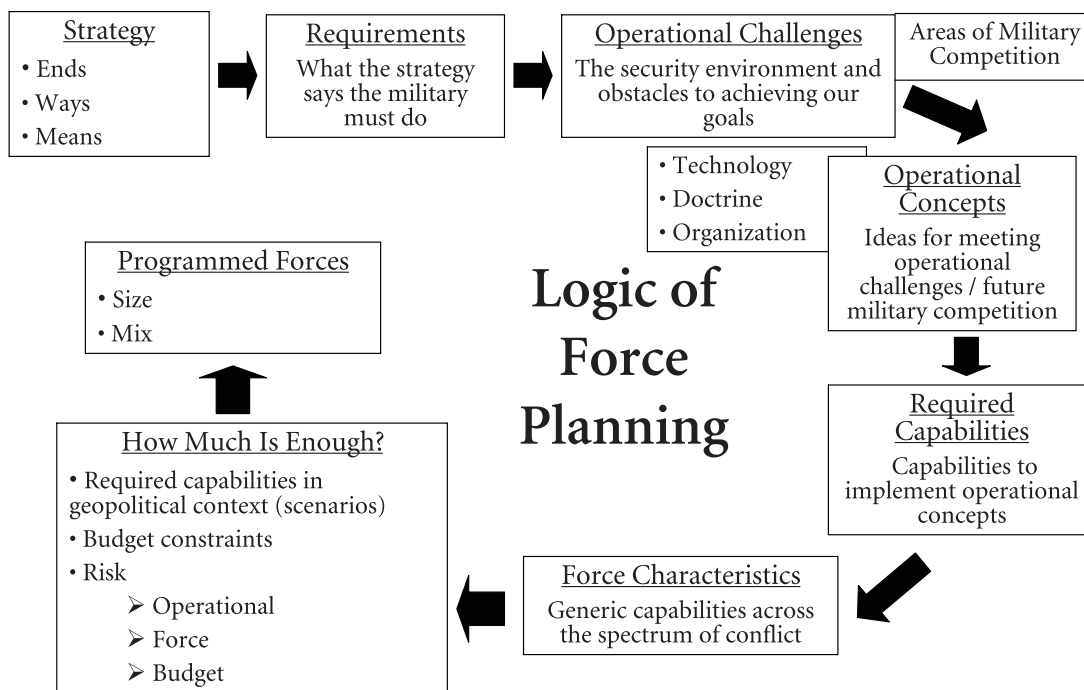 Strategy
• Ends
• Ways
• Means
Requirements
What the strategy
says the military
must do
Operational Challenges
The security environment and
obstacles to achieving our
goals
Areas of Military
Competition
• Technology
• Doctrine
• Organization
Operational
Concepts
Ideas for meeting
operational
challenges / future
military competition
Logic of
Force
Planning
Required
Capabilities
Capabilities to
implement operational
concepts
Force Characteristics
Generic capabilities across
the spectrum of conflict
How Much Is Enough?
• Required capabilities in
geopolitical context (scenarios)
• Budget constraints
• Risk
➢ Operational
➢ Force
➢ Budget
Programmed Forces
• Size
• Mix